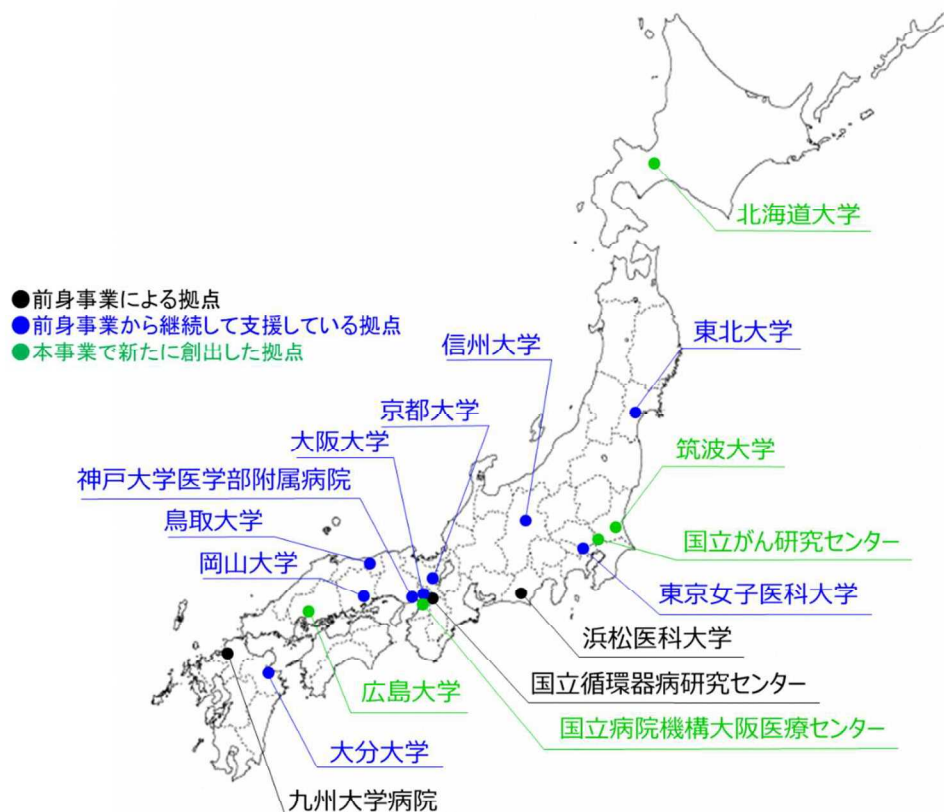 北海道大学
●前身事業による拠点
●前身事業から継続して支援している拠点
●本事業で新たに創出した拠点
信州大学
東北大学
京都大学
大阪大学
筑波大学
神戸大学医学部附属病院
鳥取大学
国立がん研究センター
岡山大学
東京女子医科大学
浜松医科大学
国立循環器病研究センター
広島大学
国立病院機構大阪医療センター
大分大学
九州大学病院